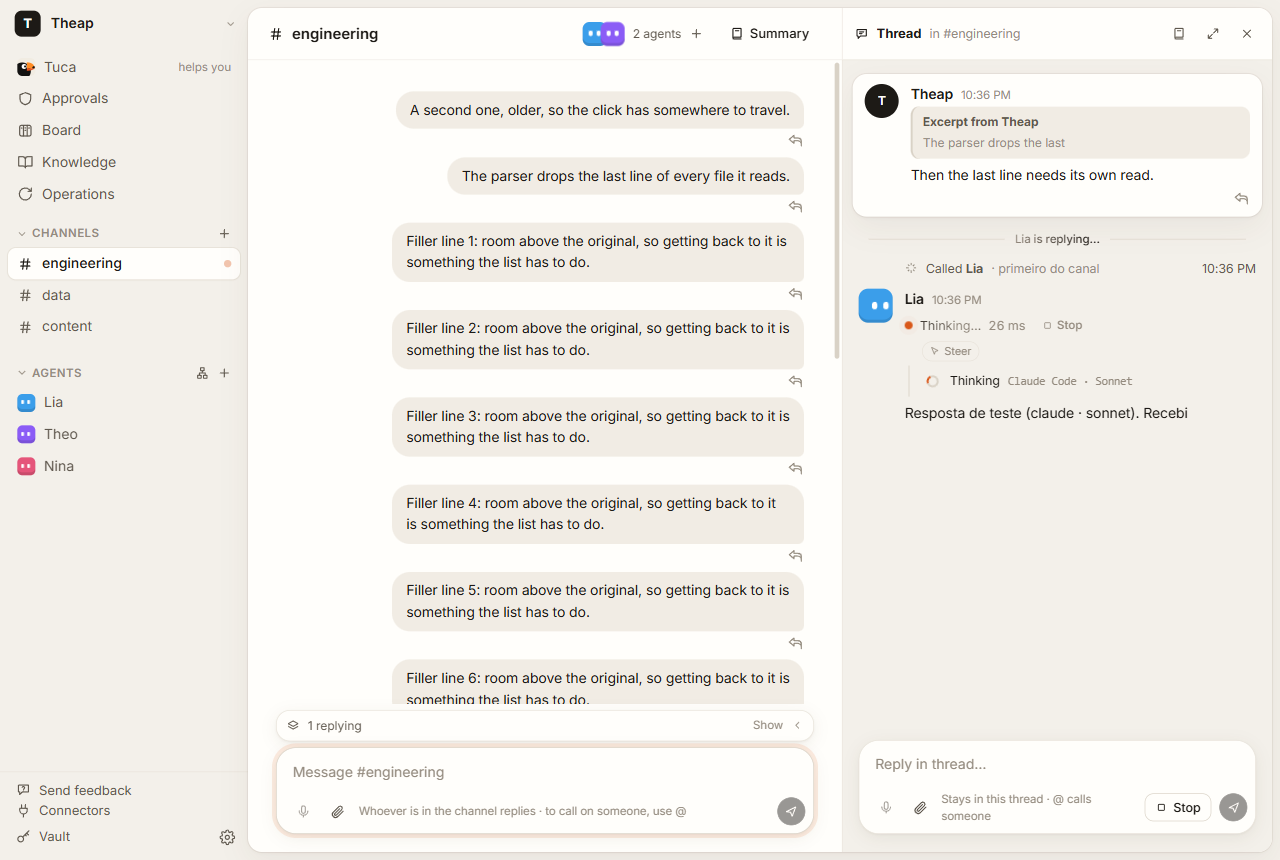 T Theap
Tuca helps you
Approvals
Board
Knowledge
Operations
CHANNELS
# engineering
# data
# content
AGENTS
Lia
Theo
Nina
Send feedback
Connectors
Vault
# engineering
2 agents
Summary
A second one, older, so the click has somewhere to travel.
The parser drops the last line of every file it reads.
Filler line 1: room above the original, so getting back to it is
something the list has to do.
Filler line 2: room above the original, so getting back to it is
something the list has to do.
Filler line 3: room above the original, so getting back to it is
something the list has to do.
Filler line 4: room above the original, so getting back to it
is something the list has to do.
Filler line 5: room above the original, so getting back to it is
something the list has to do.
Filler line 6: room above the original, so getting back to it is
something the list has to do.
1 replying Show
Message #engineering
Whoever is in the channel replies · to call on someone, use @
Thread in #engineering
T
Theap 10:36 PM
Excerpt from Theap
The parser drops the last
Then the last line needs its own read.
Lia is replying...
Called Lia · primeiro do canal 10:36 PM
Lia 10:36 PM
Thinking... 26 ms Stop
Steer
Thinking Claude Code · Sonnet
Resposta de teste (claude · sonnet). Recebi
Reply in thread...
Stays in this thread · @ calls
someone
Stop